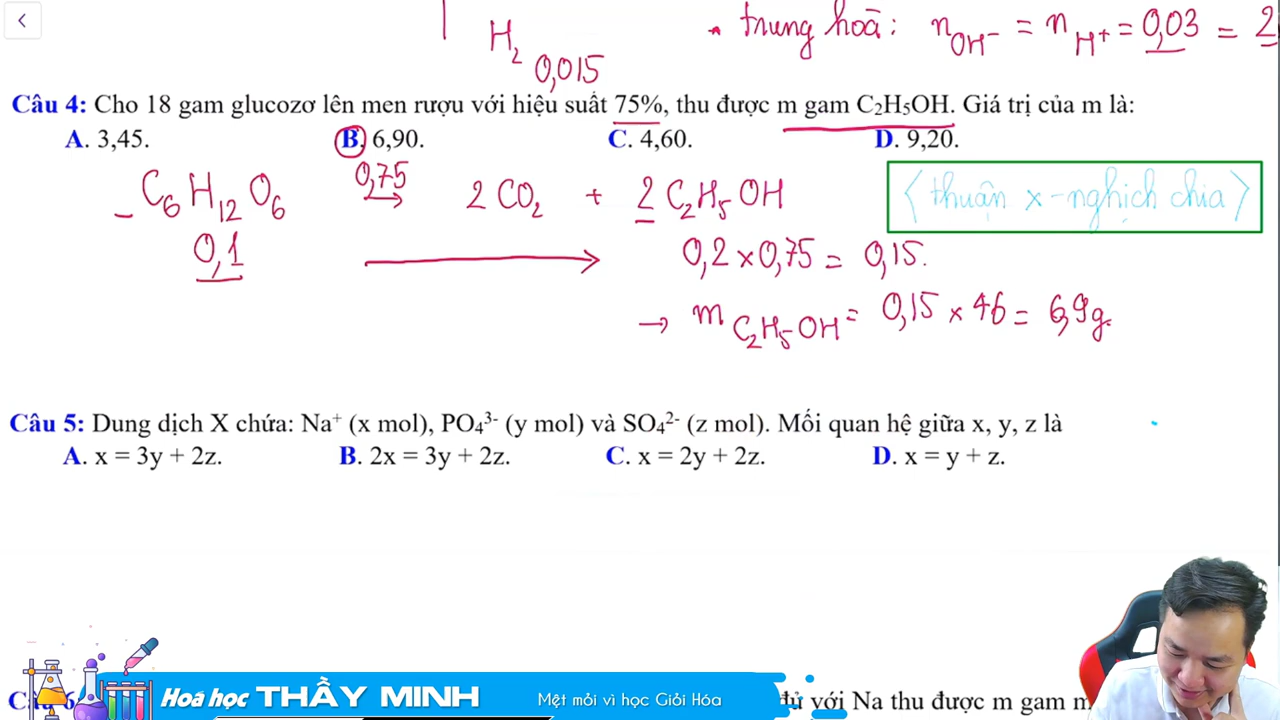 H2 0,015
* trung hoà: nOH- = nH+ = 0,03 = 2
Câu 4: Cho 18 gam glucozơ lên men rượu với hiệu suất 75%, thu được m gam C2H5OH. Giá trị của m là:
A. 3,45. B. 6,90. C. 4,60. D. 9,20.
- C6H12O6 0,75 → 2CO2 + 2C2H5OH
<thuận x - nghịch chia>
0,1 → 0,2 x 0,75 = 0,15.
→ mC2H5OH = 0,15 x 46 = 6,9g.
Câu 5: Dung dịch X chứa: Na+ (x mol), PO43- (y mol) và SO42- (z mol). Mối quan hệ giữa x, y, z là
A. x = 3y + 2z. B. 2x = 3y + 2z. C. x = 2y + 2z. D. x = y + z.
đủ với Na thu được m gam
Hoá học THẦY MINH Mệt mỏi vì học Giỏi Hóa